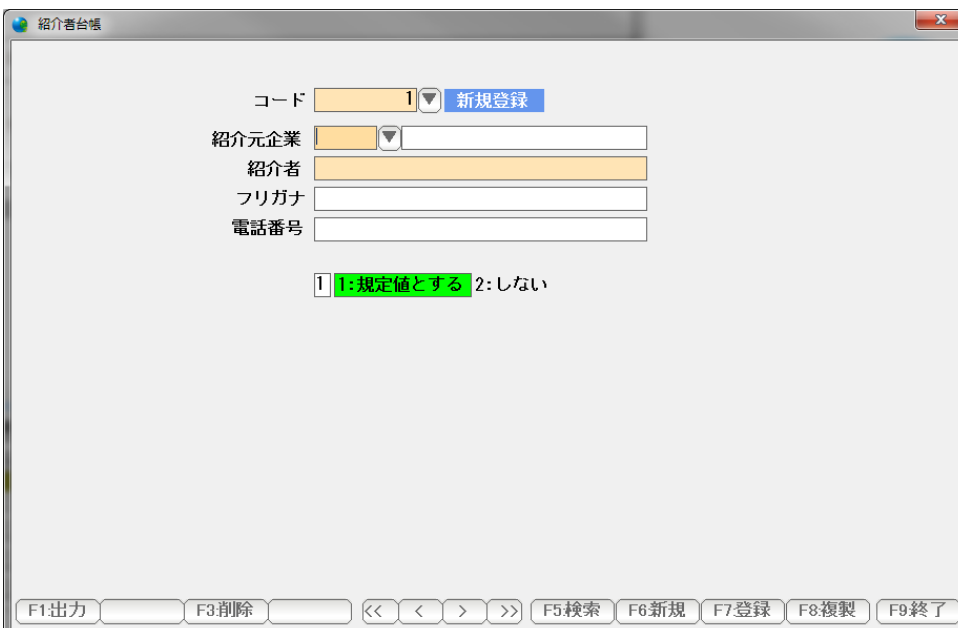 紹介者台帳
コード 1 新規登録
紹介元企業
紹介者
フリガナ
電話番号
1 1:規定値とする 2:しない
F1:出力 F3:削除 << < > >> F5:検索 F6:新規 F7:登録 F8:複製 F9:終了